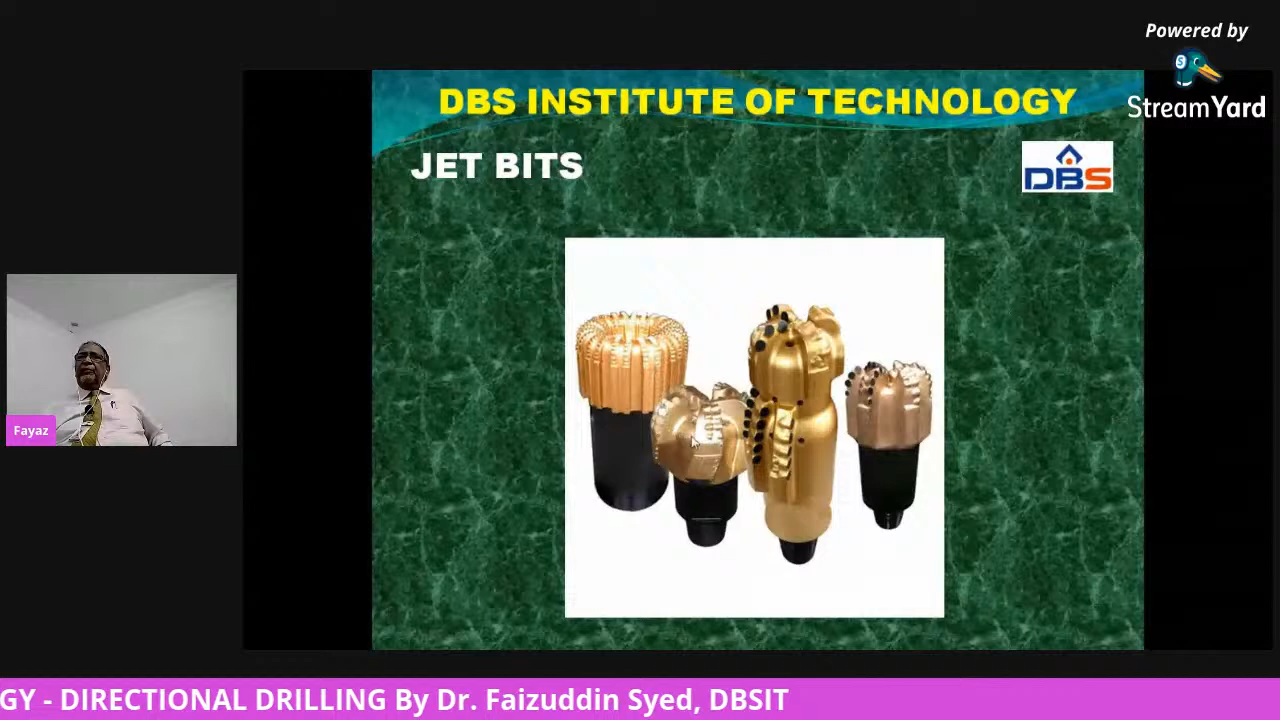 Powered by
StreamYard
DBS INSTITUTE OF TECHNOLOGY
JET BITS
DBS
Fayaz
GY - DIRECTIONAL DRILLING By Dr. Faizuddin Syed, DBSIT